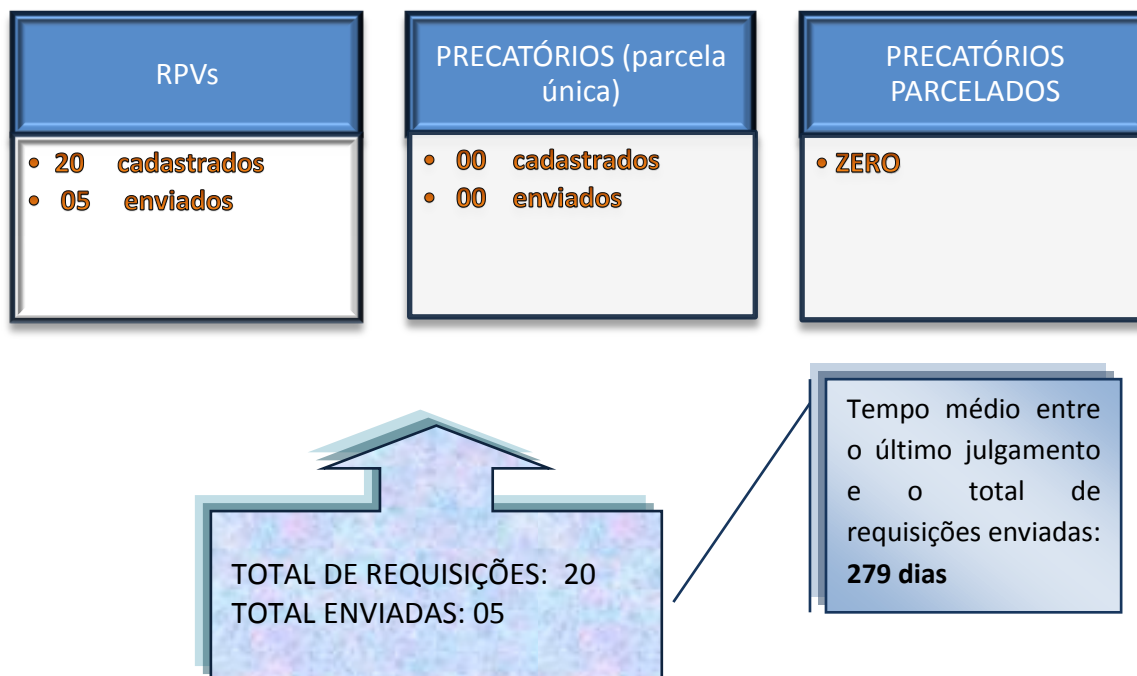 RPVs
• 20 cadastrados
• 05 enviados
PRECATÓRIOS (parcela
única)
• 00 cadastrados
• 00 enviados
PRECATÓRIOS
PARCELADOS
• ZERO
TOTAL DE REQUISIÇÕES: 20
TOTAL ENVIADAS: 05
Tempo médio entre
o último julgamento
e o total de
requisições enviadas:
279 dias